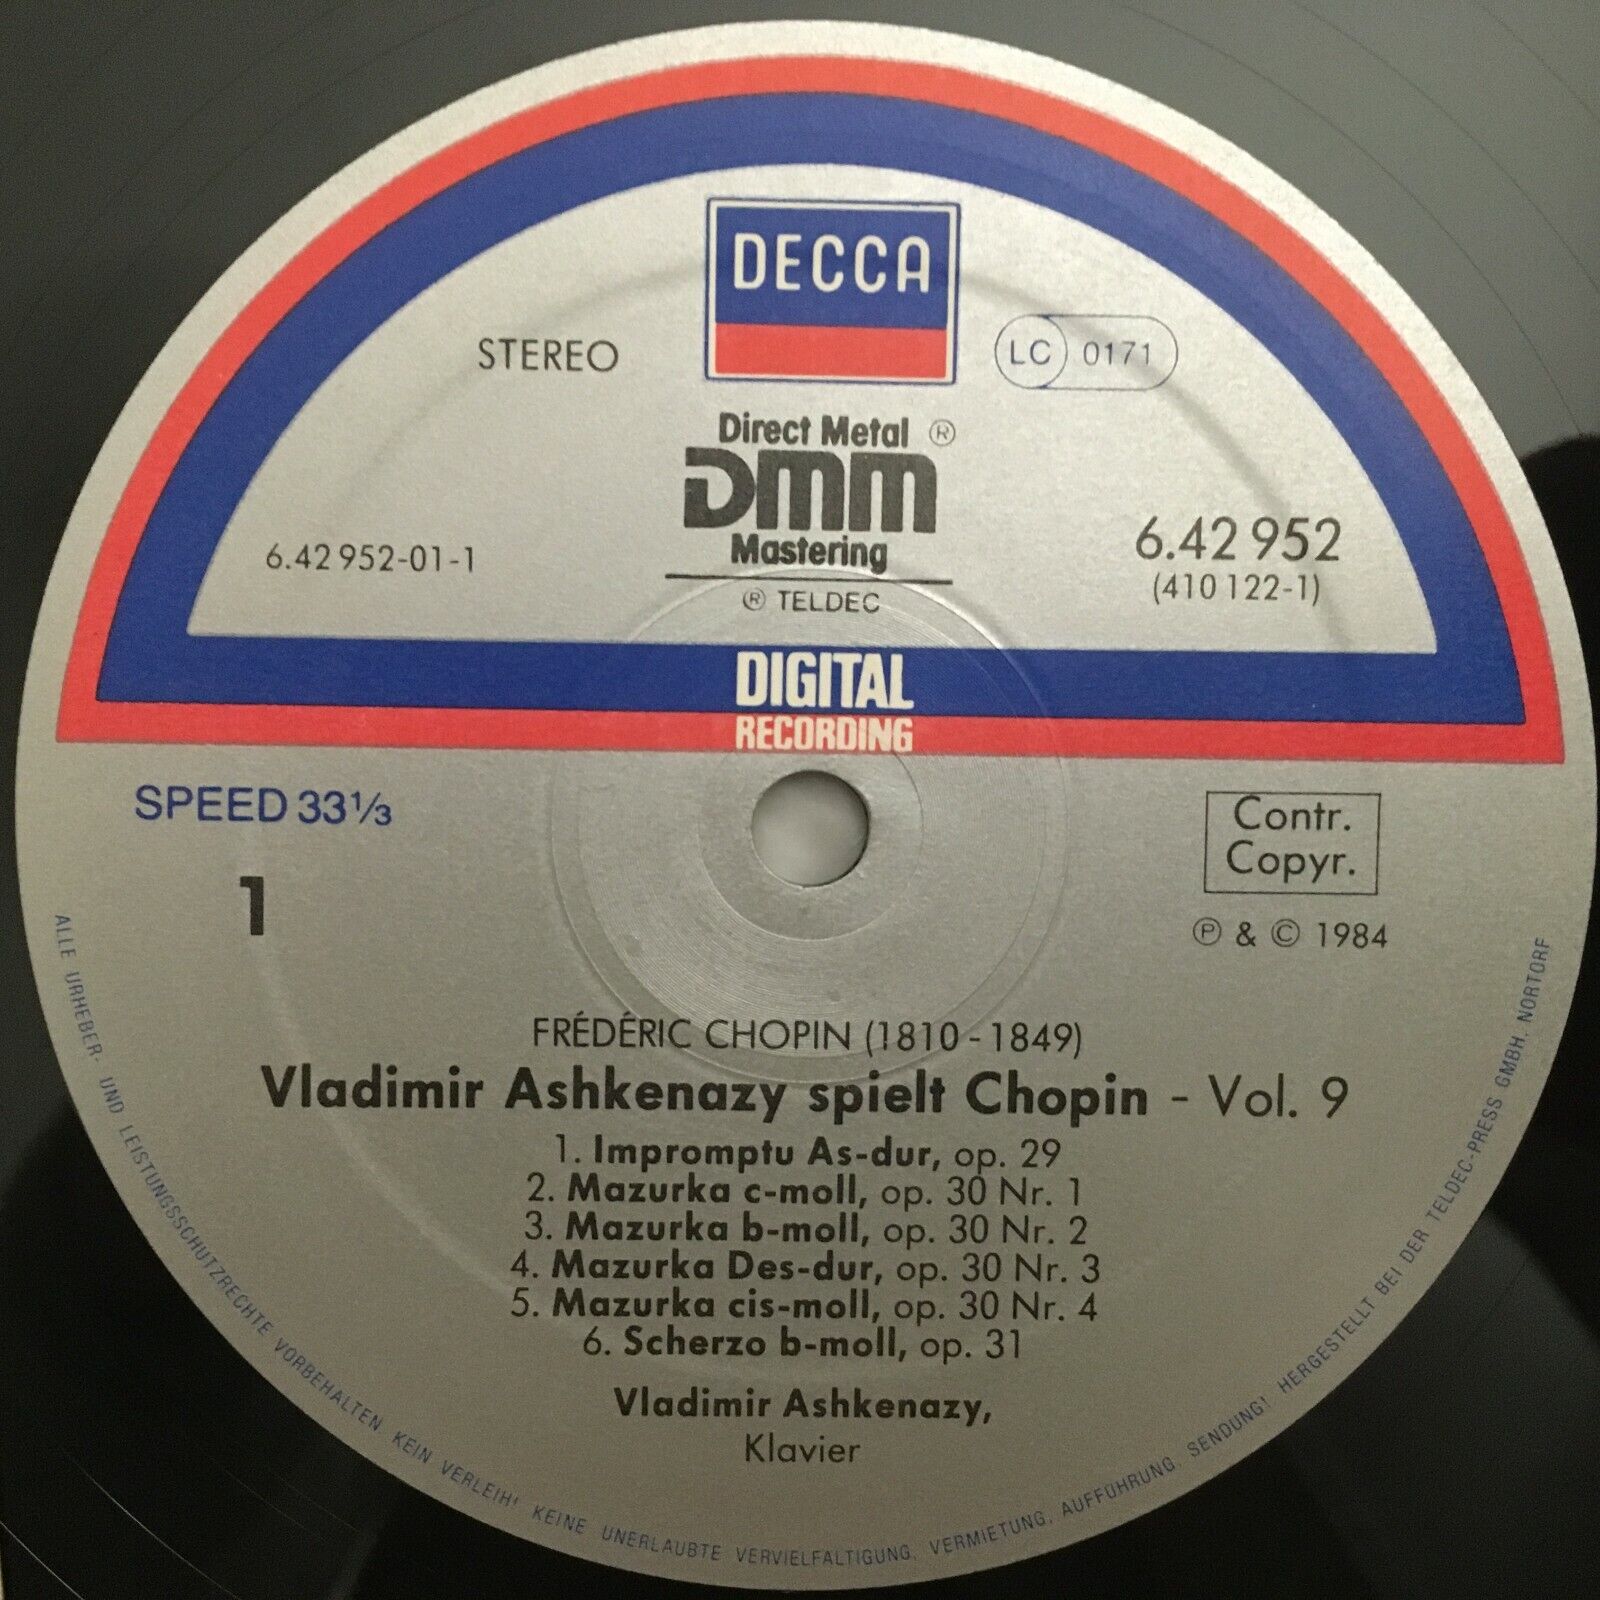 DECCA
STEREO
LC 0171
Direct Metal ®
DMM
Mastering
® TELDEC
6.42 952-01-1
6.42 952
(410 122-1)
DIGITAL
RECORDING
SPEED 33⅓
1
Contr.
Copyr.
℗ & © 1984
FRÉDÉRIC CHOPIN (1810 - 1849)
Vladimir Ashkenazy spielt Chopin - Vol. 9
1. Impromptu As-dur, op. 29
2. Mazurka c-moll, op. 30 Nr. 1
3. Mazurka b-moll, op. 30 Nr. 2
4. Mazurka Des-dur, op. 30 Nr. 3
5. Mazurka cis-moll, op. 30 Nr. 4
6. Scherzo b-moll, op. 31
Vladimir Ashkenazy,
Klavier
ALLE URHEBER- UND LEISTUNGSSCHUTZRECHTE VORBEHALTEN KEIN VERLEIH! KEINE UNERLAUBTE VERVIELFALTIGUNG, VERMIETUNG, AUFFUHRUNG, SENDUNG! HERGESTELLT BEI DER TELDEC-PRESS GMBH. NORTORF